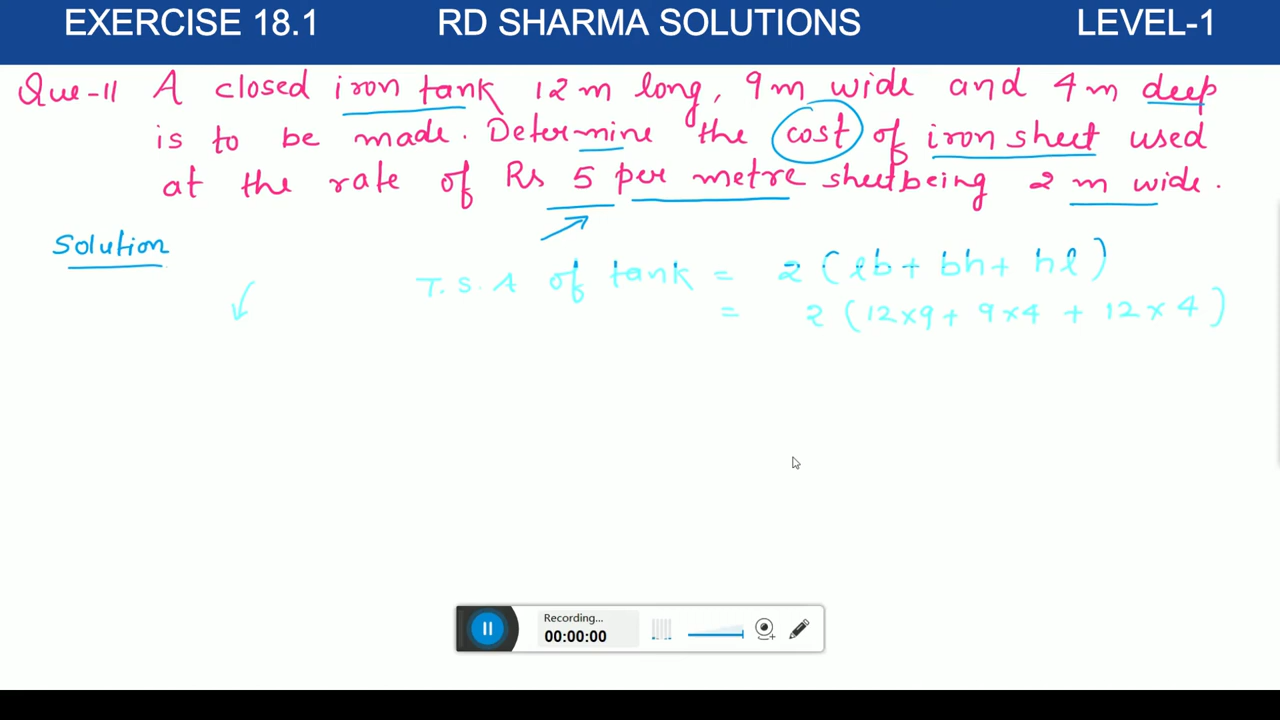 EXERCISE 18.1 RD SHARMA SOLUTIONS LEVEL-1
Que-11 A closed iron tank 12m long, 9m wide and 4m deep
is to be made. Determine the cost of iron sheet used
at the rate of Rs 5 per metre sheet being 2 m wide.
Solution
T.S.A of tank = 2 (lb + bh + hl)
= 2 (12×9 + 9×4 + 12×4)
Recording...
00:00:00